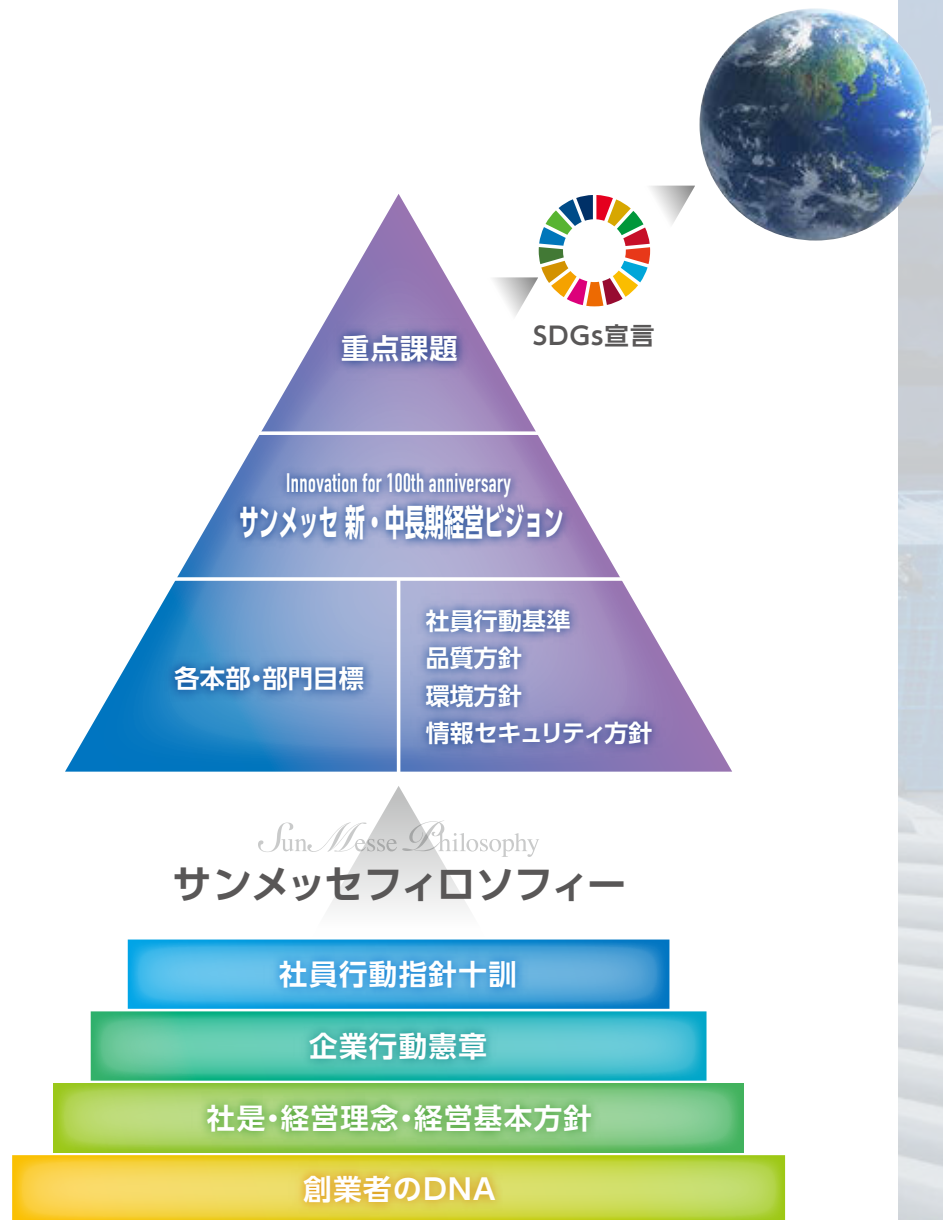 重点課題
SDGs宣言
Innovation for 100th anniversary
サンメッセ 新・中長期経営ビジョン
各本部・部門目標
社員行動基準
品質方針
環境方針
情報セキュリティ方針
SunMesse Philosophy
サンメッセフィロソフィー
社員行動指針十訓
企業行動憲章
社是・経営理念・経営基本方針
創業者のDNA